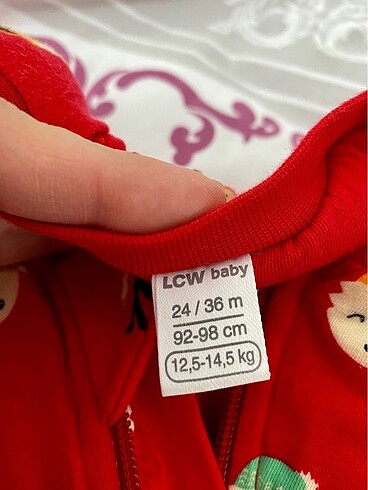 LCW baby
24 / 36 m
92-98 cm
12,5-14,5 kg